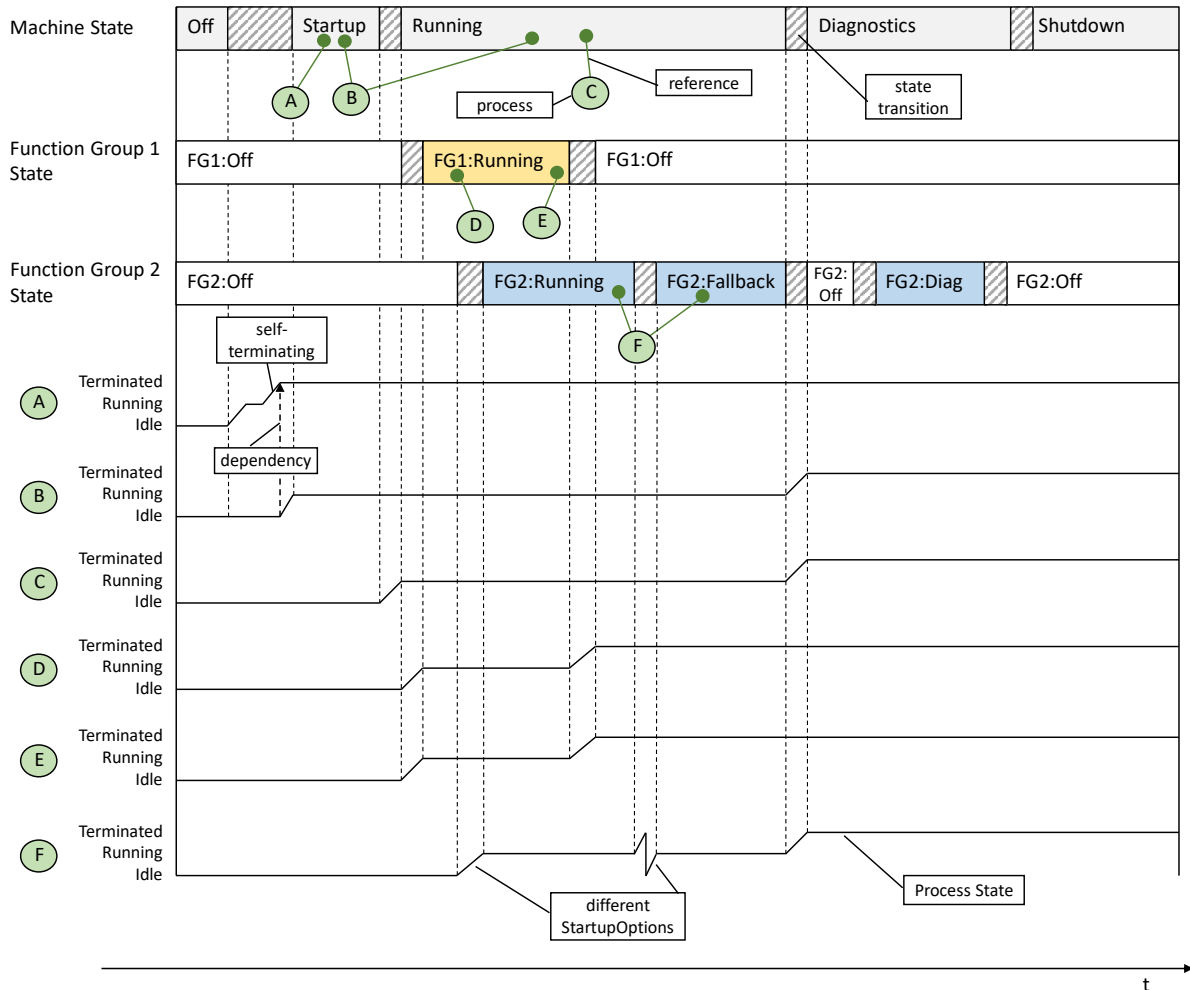 Machine State
Off
Startup
Running
Diagnostics
Shutdown
A
B
process
C
reference
state
transition
Function Group 1
State
FG1:Off
FG1:Running
FG1:Off
D
E
Function Group 2
State
FG2:Off
FG2:Running
FG2:Fallback
FG2:
Off
FG2:Diag
FG2:Off
self-
terminating
F
A
Terminated
Running
Idle
dependency
B
Terminated
Running
Idle
C
Terminated
Running
Idle
D
Terminated
Running
Idle
E
Terminated
Running
Idle
F
Terminated
Running
Idle
different
StartupOptions
Process State
t